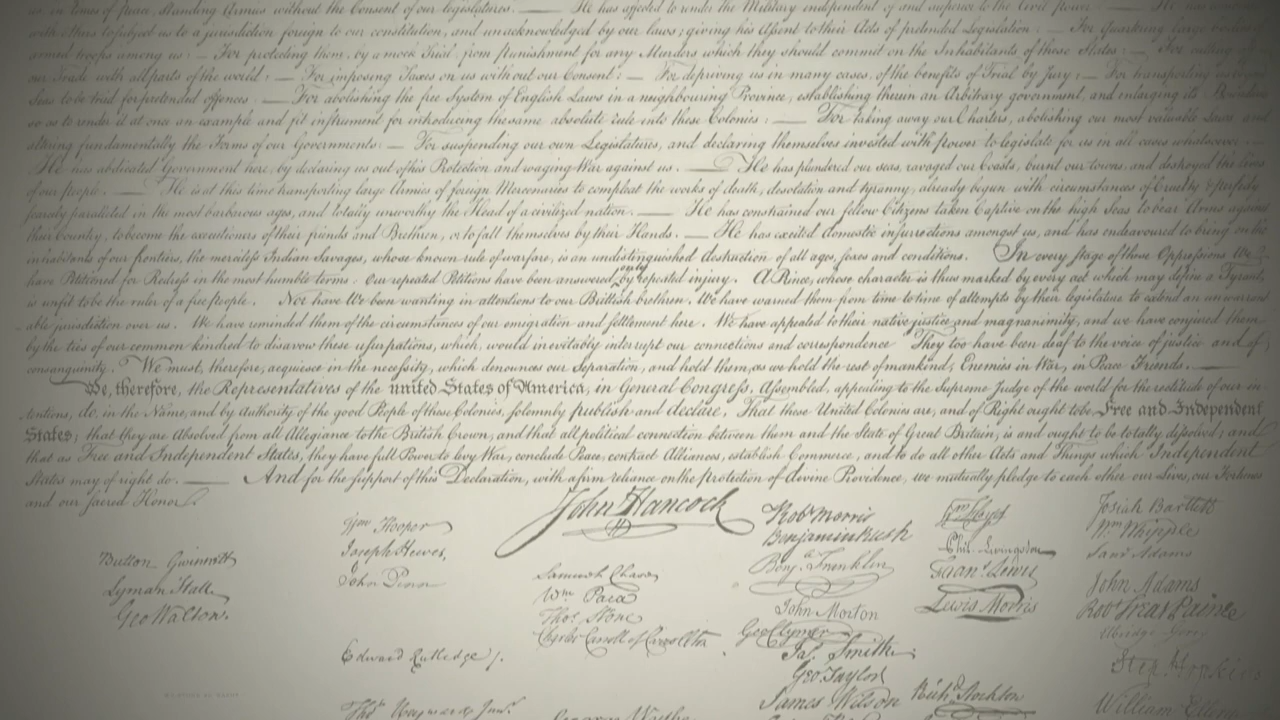 in times of peace, Standing Armies without the Consent of our legislatures. — He has affected to render the Military independent of and superior to the Civil power. — He has
with others to subject us to a jurisdiction foreign to our constitution, and unacknowledged by our laws; giving his Assent to their Acts of pretended Legislation: — For Quartering large bodies of
armed troops among us: — For protecting them, by a mock Trial, from punishment for any Murders which they should commit on the Inhabitants of these States: — For cutting off
our Trade with all parts of the world: — For imposing Taxes on us without our Consent: — For depriving us in many cases, of the benefits of Trial by Jury: — For transporting us beyond
Seas to be tried for pretended offences: — For abolishing the free System of English Laws in a neighbouring Province, establishing therein an Arbitrary government, and enlarging its Boundaries
so as to render it at once an example and fit instrument for introducing the same absolute rule into these Colonies: — For taking away our Charters, abolishing our most valuable Laws and
altering fundamentally the Forms of our Governments: — For suspending our own Legislatures, and declaring themselves invested with power to legislate for us in all cases whatsoever. —
He has abdicated Government here, by declaring us out of his Protection and waging War against us. — He has plundered our seas, ravaged our Coasts, burnt our towns, and destroyed the lives
of our people. — He is at this time transporting large Armies of foreign Mercenaries to compleat the works of death, desolation and tyranny, already begun with circumstances of Cruelty & perfidy
scarcely paralleled in the most barbarous ages, and totally unworthy the Head of a civilized nation. — He has constrained our fellow Citizens taken Captive on the high Seas to bear Arms against
their Country, to become the executioners of their friends and Brethren, or to fall themselves by their Hands. — He has excited domestic insurrections amongst us, and has endeavoured to bring on the
inhabitants of our frontiers, the merciless Indian Savages, whose known rule of warfare, is an undistinguished destruction of all ages, sexes and conditions. In every stage of these Oppressions We
have Petitioned for Redress in the most humble terms: Our repeated Petitions have been answered only by repeated injury. A Prince, whose character is thus marked by every act which may define a Tyrant,
is unfit to be the ruler of a free people. Nor have We been wanting in attentions to our Brittish brethren. We have warned them from time to time of attempts by their legislature to extend an unwarrant
able jurisdiction over us. We have reminded them of the circumstances of our emigration and settlement here. We have appealed to their native justice and magnanimity, and we have conjured them
by the ties of our common kindred to disavow these usurpations, which, would inevitably interrupt our connections and correspondence They too have been deaf to the voice of justice and of
consanguinity. We must, therefore, acquiesce in the necessity, which denounces our Separation, and hold them, as we hold the rest of mankind, Enemies in War, in Peace Friends. —
We, therefore, the Representatives of the united States of America, in General Congress, Assembled, appealing to the Supreme Judge of the world for the rectitude of our in
tentions, do, in the Name, and by Authority of the good People of these Colonies, solemnly publish and declare, That these United Colonies are, and of Right ought to be Free and Independent
States; that they are Absolved from all Allegiance to the British Crown, and that all political connection between them and the State of Great Britain, is and ought to be totally dissolved; and
that as Free and Independent States, they have full Power to levy War, conclude Peace, contract Alliances, establish Commerce, and to do all other Acts and Things which Independent
States may of right do. — And for the support of this Declaration, with a firm reliance on the protection of divine Providence, we mutually pledge to each other our Lives, our Fortunes
and our sacred Honor.
John Hancock
Button Gwinnett
Lyman Hall
Geo Walton.
Wm Hooper
Joseph Hewes,
John Penn
Edward Rutledge /.
Thos Heyward Junr.
Samuel Chase
Wm Paca
Thos Stone
Charles Carroll of Carrollton
George Wythe
Robt Morris
Benjamin Rush
Benj. Franklin
John Morton
Geo Clymer
Jas. Smith
Geo. Taylor
James Wilson
Wm Floyd
Phil. Livingston
Frans. Lewis
Lewis Morris
Richd. Stockton
Josiah Bartlett
Wm Whipple
Saml Adams
John Adams
Robt Treat Paine
Elbridge Gerry
Step. Hopkins
William Ellery